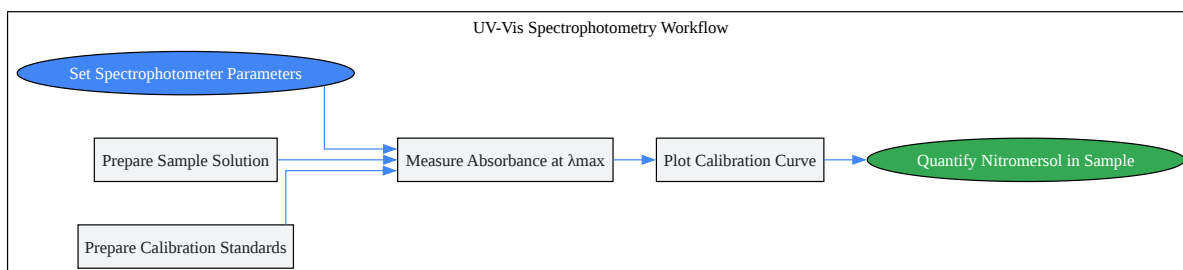 UV-Vis Spectrophotometry Workflow
Set Spectrophotometer Parameters
Prepare Sample Solution
Measure Absorbance at λmax
Plot Calibration Curve
Quantify Nitromersol in Sample
Prepare Calibration Standards